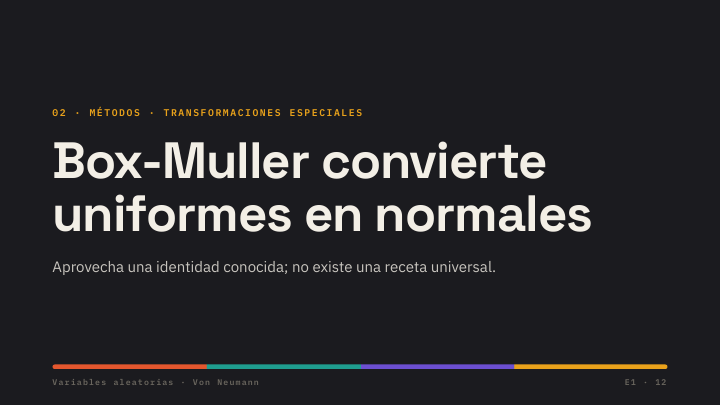 02 · MÉTODOS · TRANSFORMACIONES ESPECIALES
Box-Muller convierte
uniformes en normales
Aprovecha una identidad conocida; no existe una receta universal.
Variables aleatorias · Von Neumann
E1 · 12